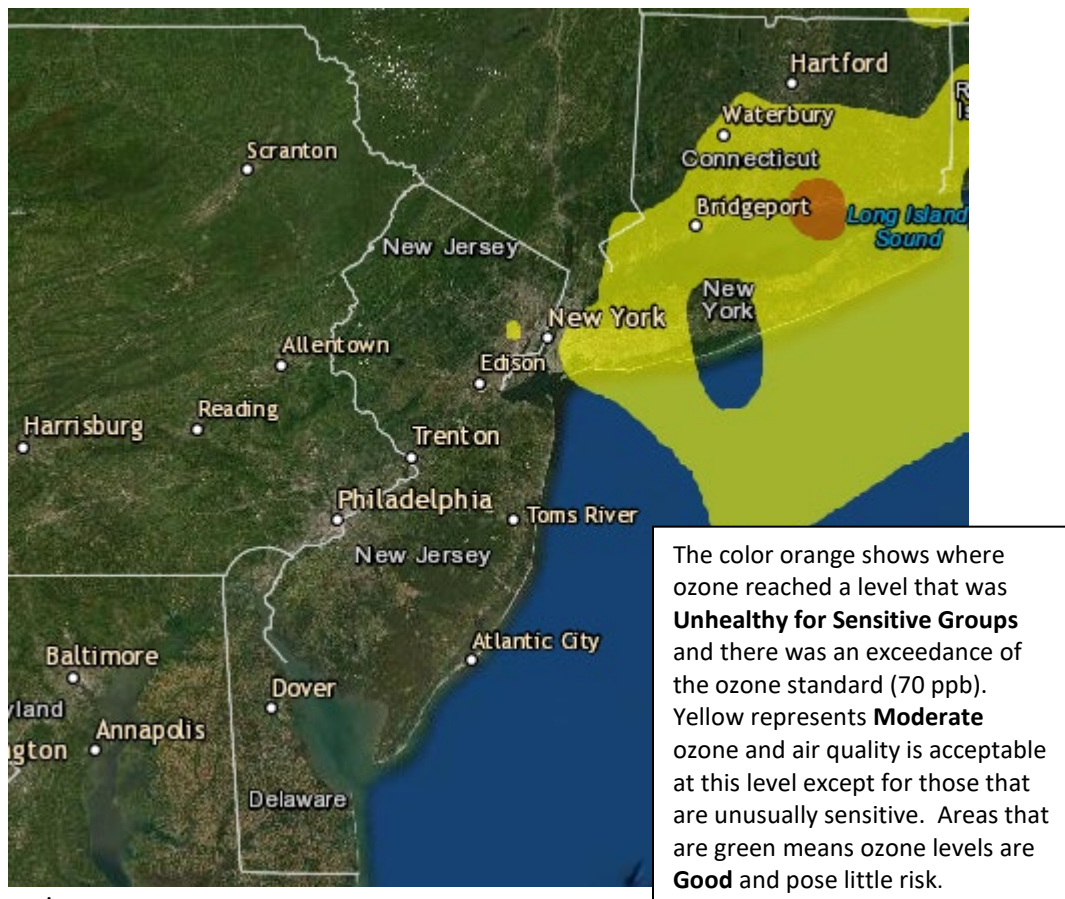 Hartford
Waterbury
Connecticut
Scranton
Bridgeport
Long Island
Sound
New Jersey
New
York
New York
Allentown
Edison
Reading
Harrisburg
Trenton
Philadelphia
Toms River
New Jersey
Atlantic City
Baltimore
Dover
yland
Annapolis
gton
Delaware
The color orange shows where
ozone reached a level that was
Unhealthy for Sensitive Groups
and there was an exceedance of
the ozone standard (70 ppb).
Yellow represents Moderate
ozone and air quality is acceptable
at this level except for those that
are unusually sensitive. Areas that
are green means ozone levels are
Good and pose little risk.